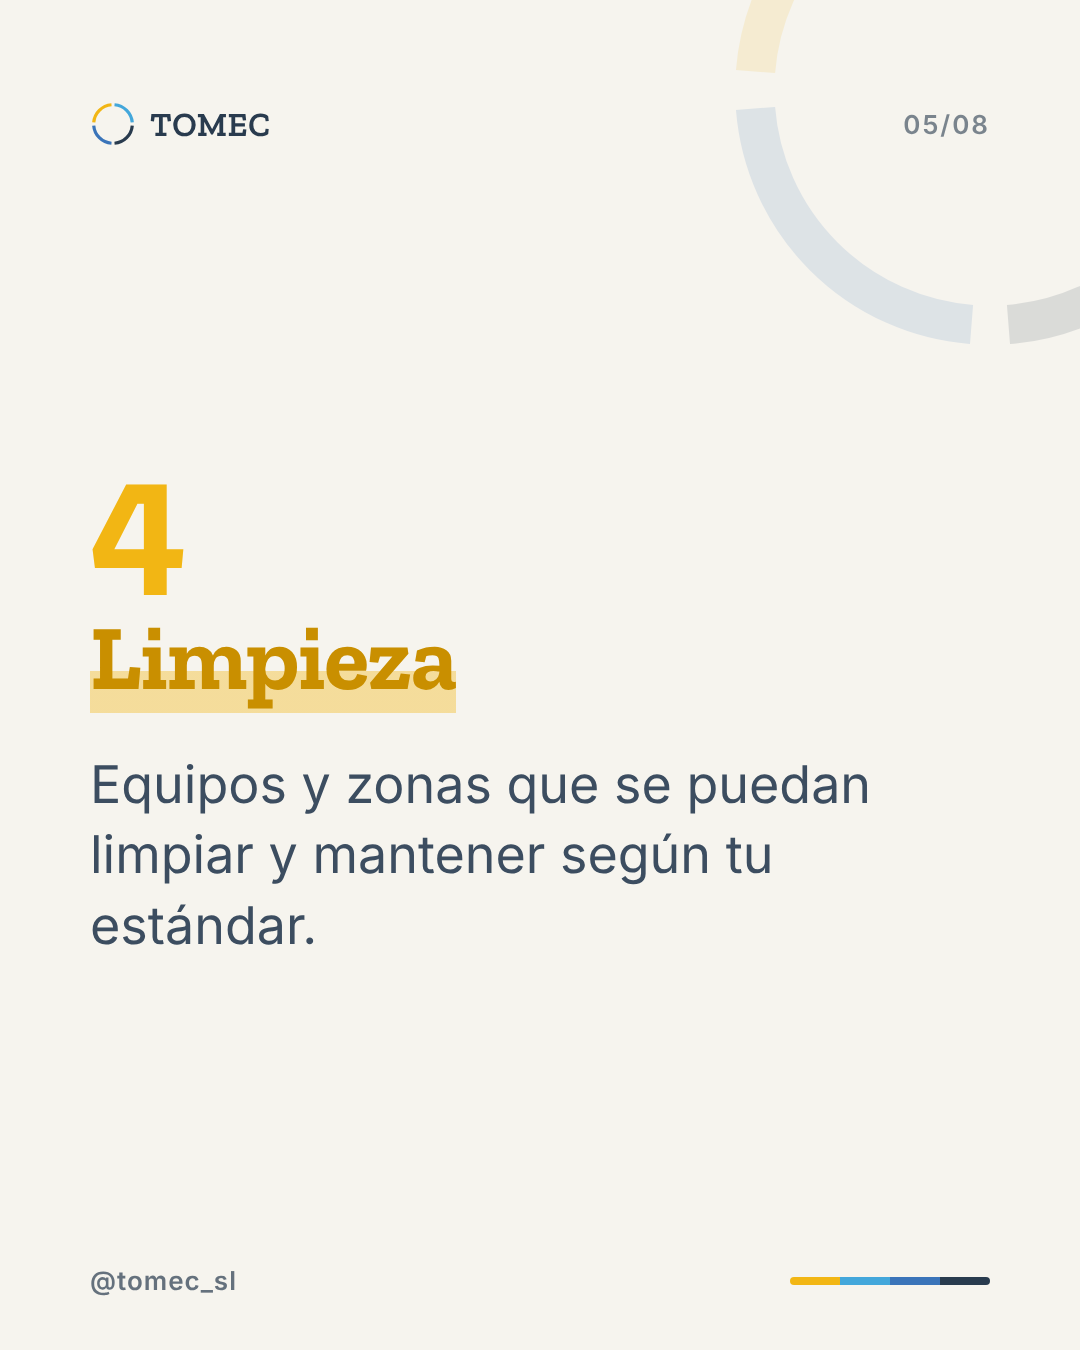 TOMEC
05/08
4
Limpieza
Equipos y zonas que se puedan
limpiar y mantener según tu
estándar.
@tomec_sl